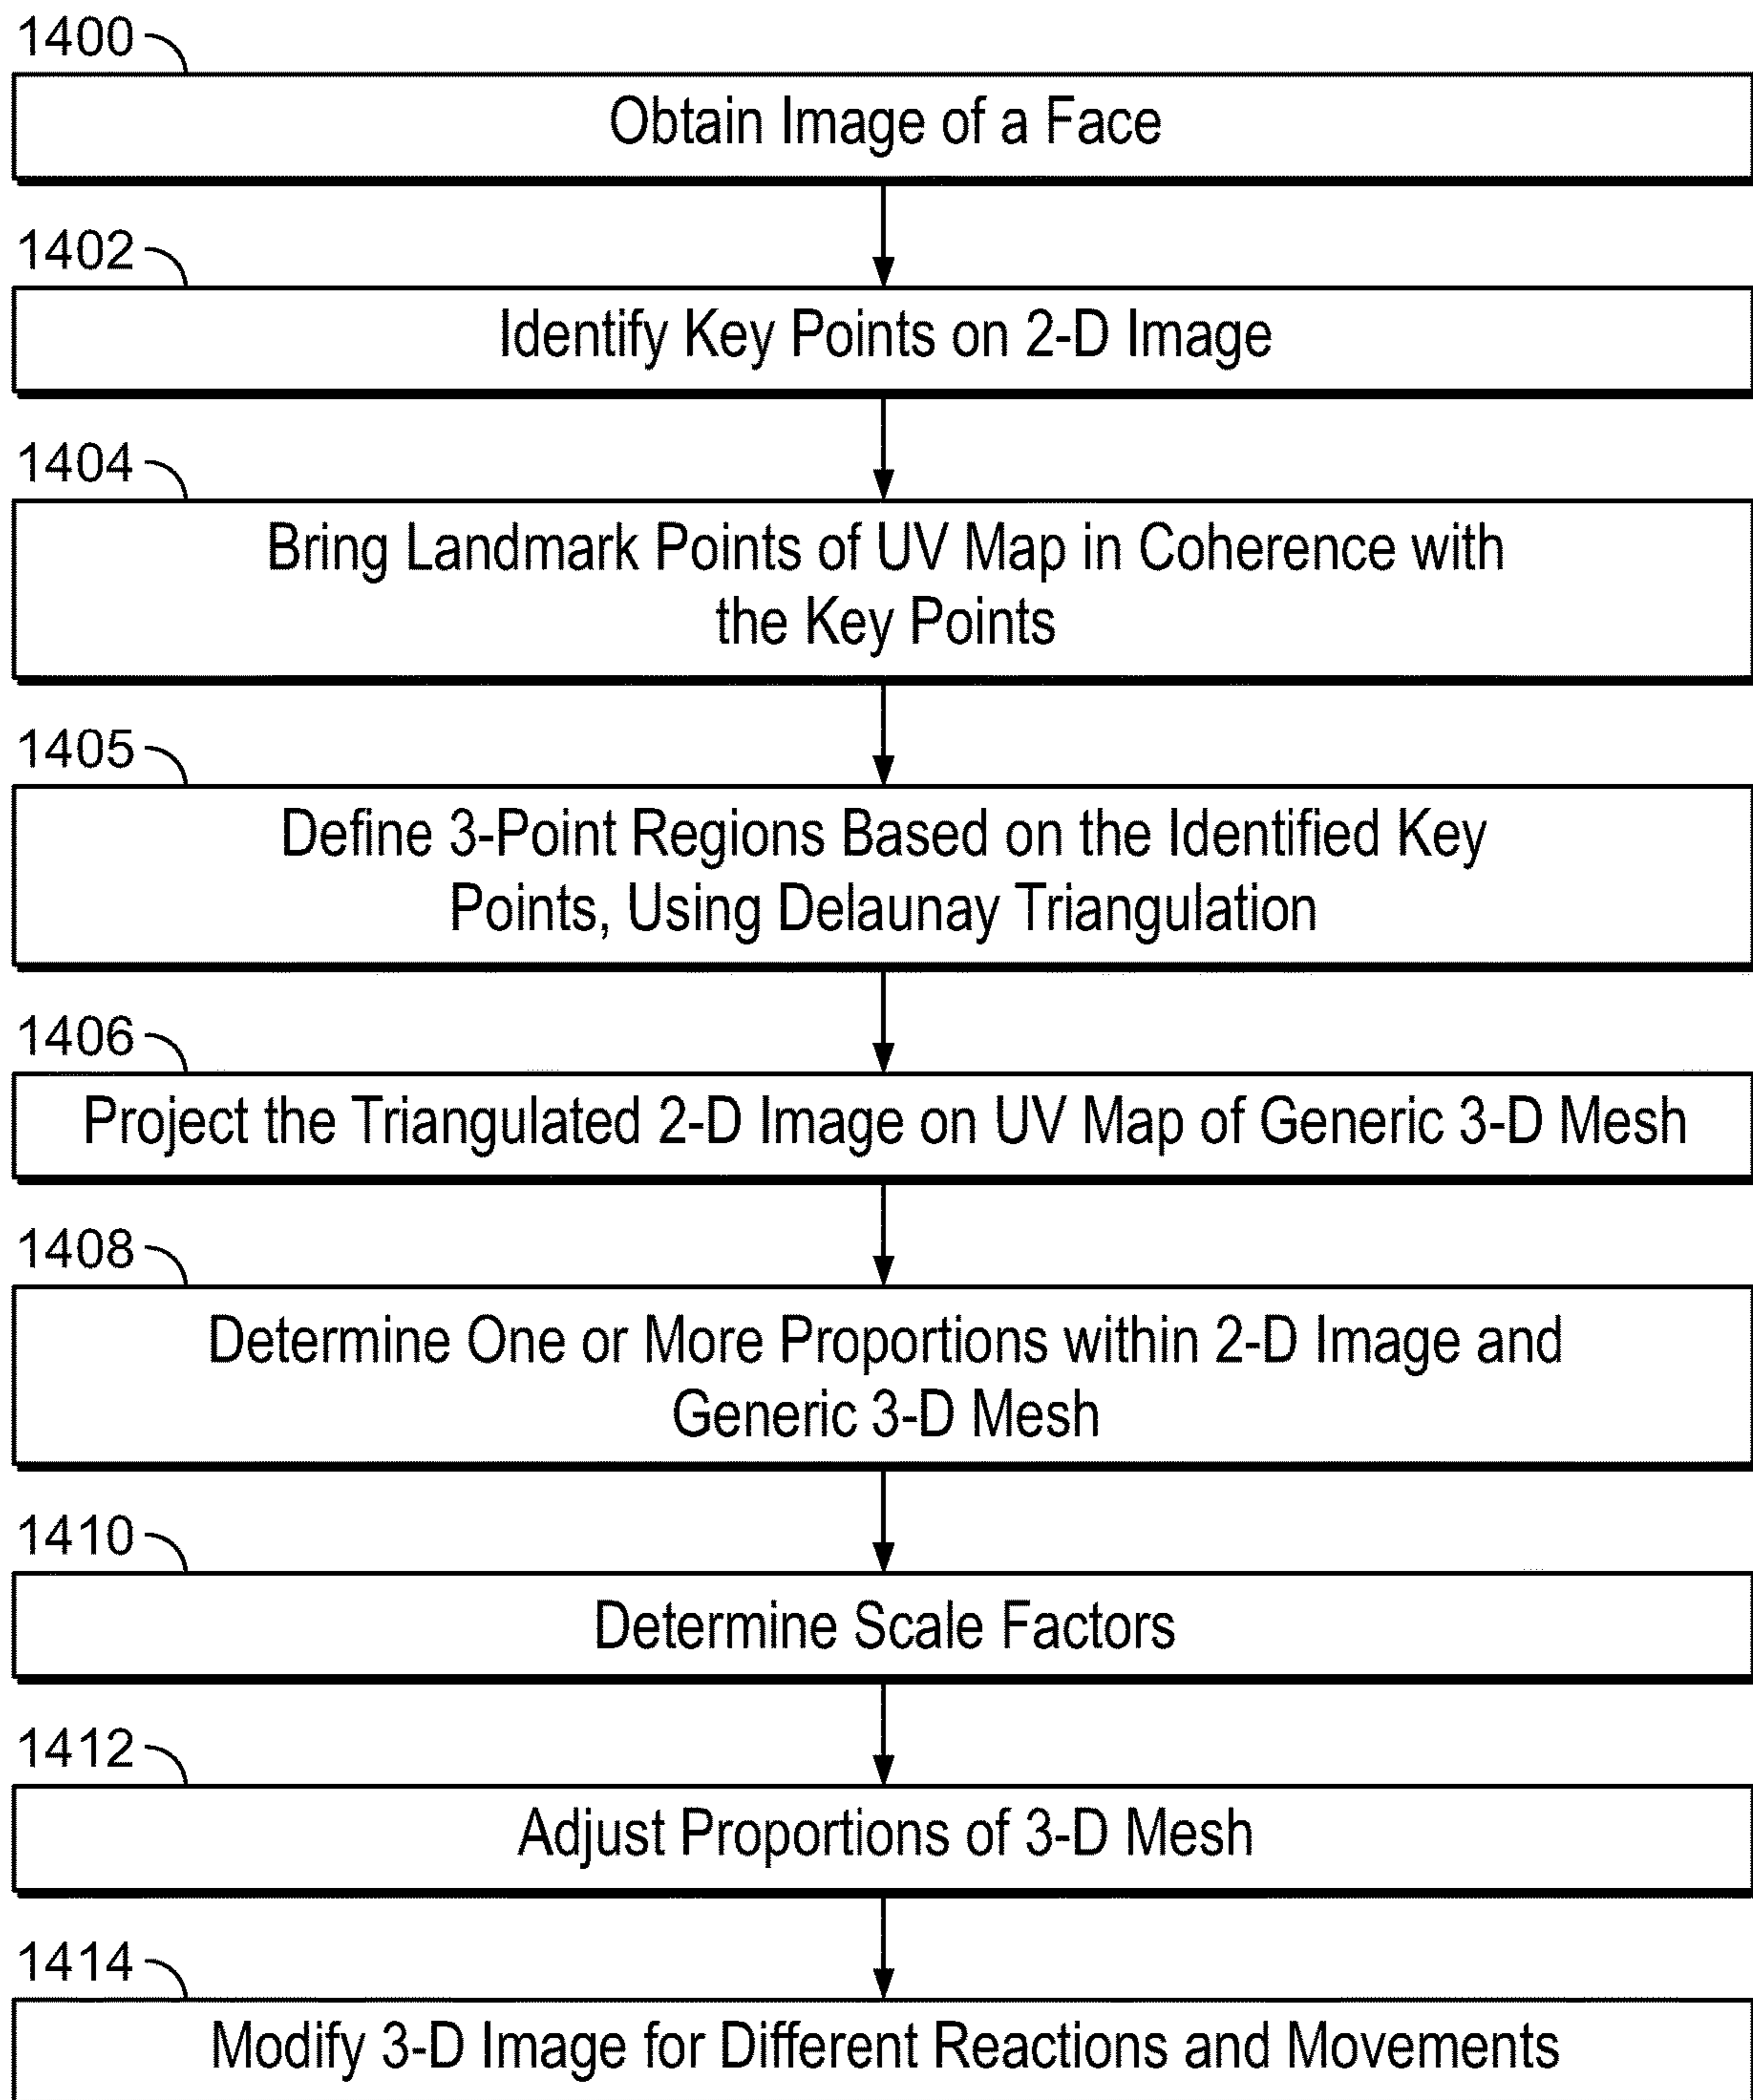 1400
Obtain Image of a Face
1402
Identify Key Points on 2-D Image
1404
Bring Landmark Points of UV Map in Coherence with
the Key Points
1405
Define 3-Point Regions Based on the Identified Key
Points, Using Delaunay Triangulation
1406
Project the Triangulated 2-D Image on UV Map of Generic 3-D Mesh
1408
Determine One or More Proportions within 2-D Image and
Generic 3-D Mesh
1410
Determine Scale Factors
1412
Adjust Proportions of 3-D Mesh
1414
Modify 3-D Image for Different Reactions and Movements